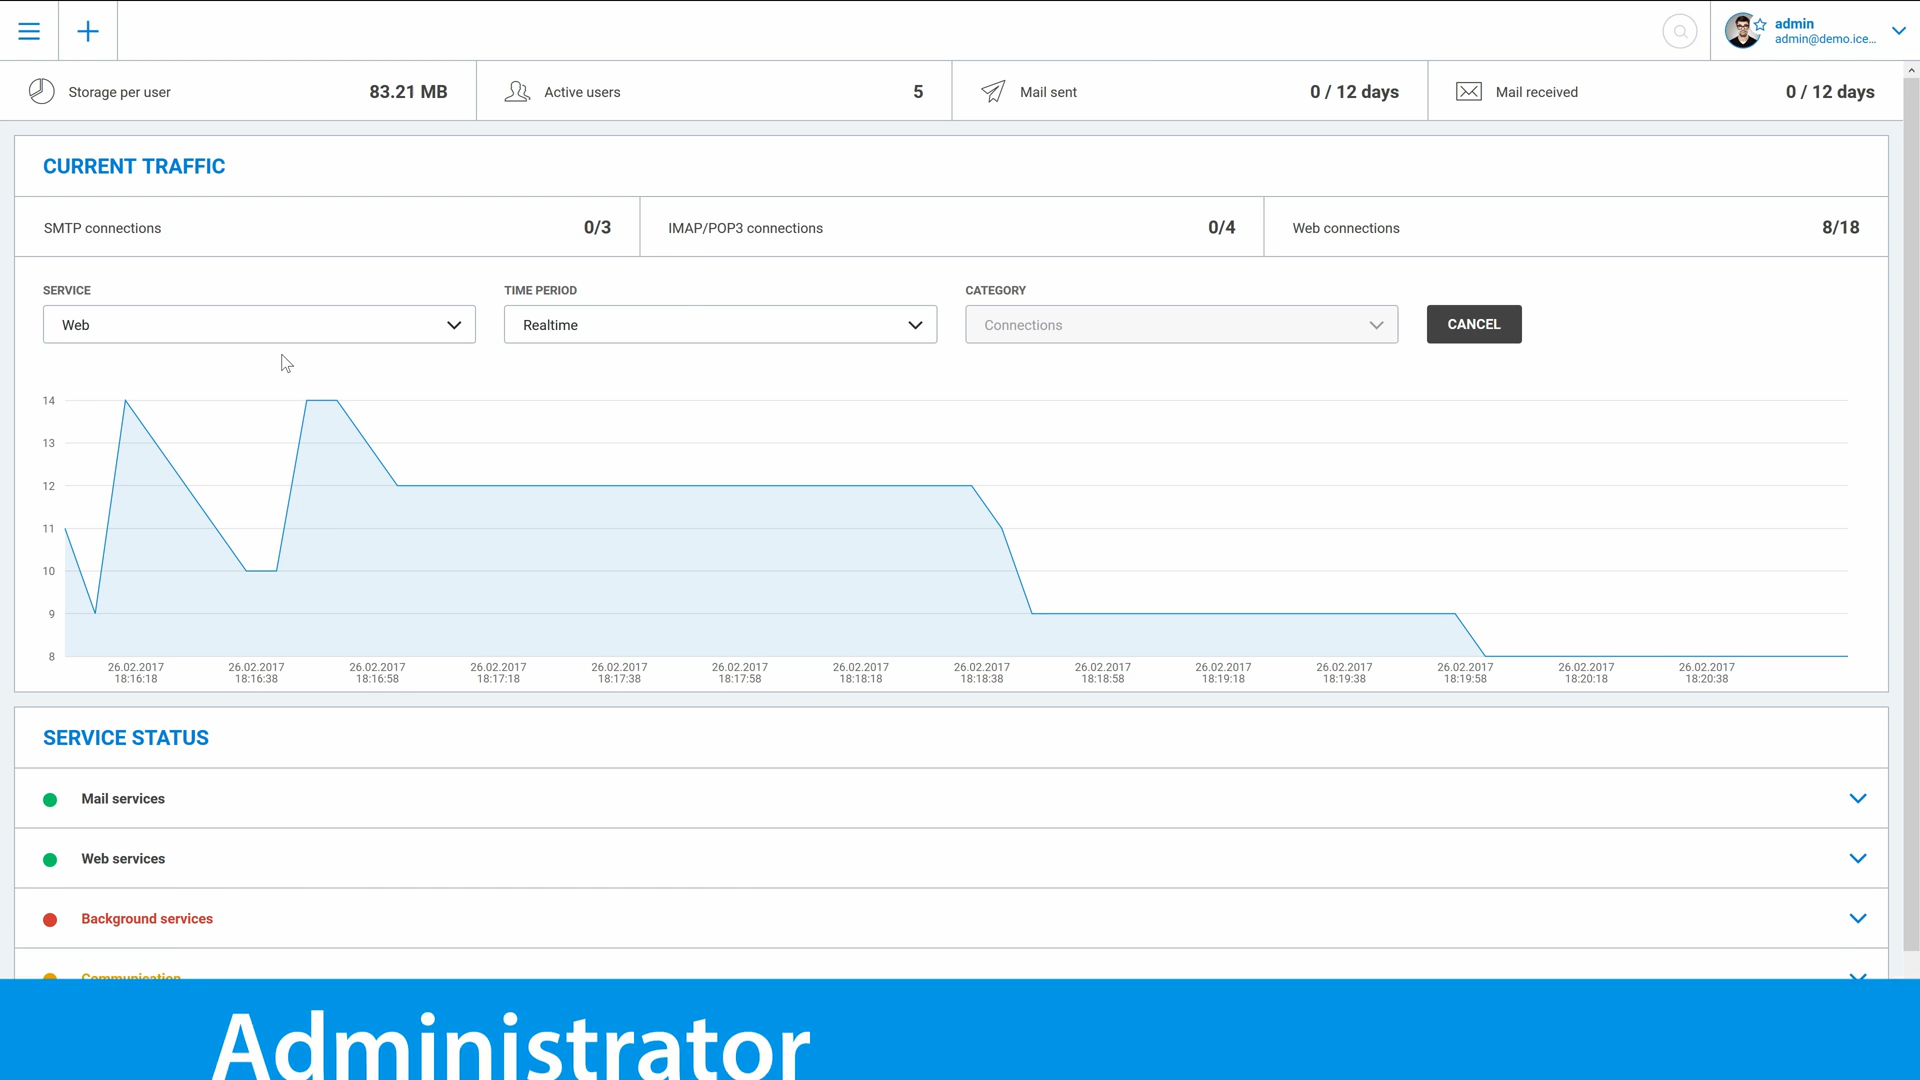 admin
admin@demo.ice...
Storage per user 83.21 MB Active users 5 Mail sent 0 / 12 days Mail received 0 / 12 days
CURRENT TRAFFIC
SMTP connections 0/3 IMAP/POP3 connections 0/4 Web connections 8/18
SERVICE TIME PERIOD CATEGORY
Web Realtime Connections CANCEL
14
13
12
11
10
9
8
26.02.2017 26.02.2017 26.02.2017 26.02.2017 26.02.2017 26.02.2017 26.02.2017 26.02.2017 26.02.2017 26.02.2017 26.02.2017 26.02.2017 26.02.2017 26.02.2017
18:16:18 18:16:38 18:16:58 18:17:18 18:17:38 18:17:58 18:18:18 18:18:38 18:18:58 18:19:18 18:19:38 18:19:58 18:20:18 18:20:38
SERVICE STATUS
Mail services
Web services
Background services
Communication
Administrator